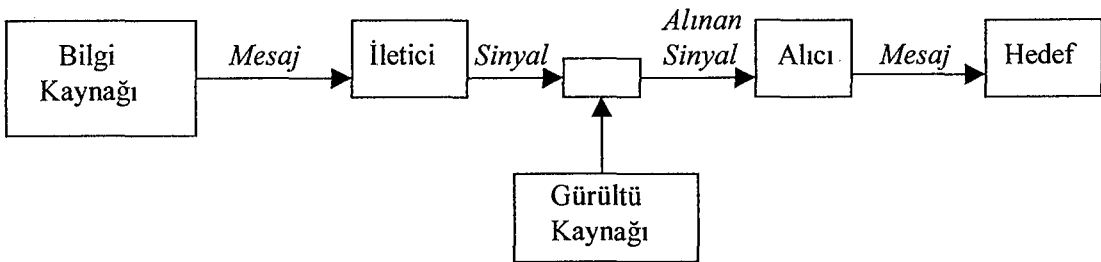 Bilgi
Kaynağı
Mesaj
İletici
Sinyal
Alınan
Sinyal
Alıcı
Mesaj
Hedef
Gürültü
Kaynağı